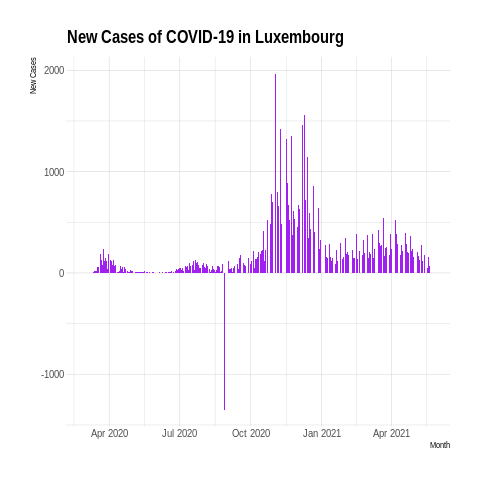 New Cases of COVID-19 in Luxembourg
New Cases
2000
1000
0
-1000
Apr 2020 Jul 2020 Oct 2020 Jan 2021 Apr 2021
Month